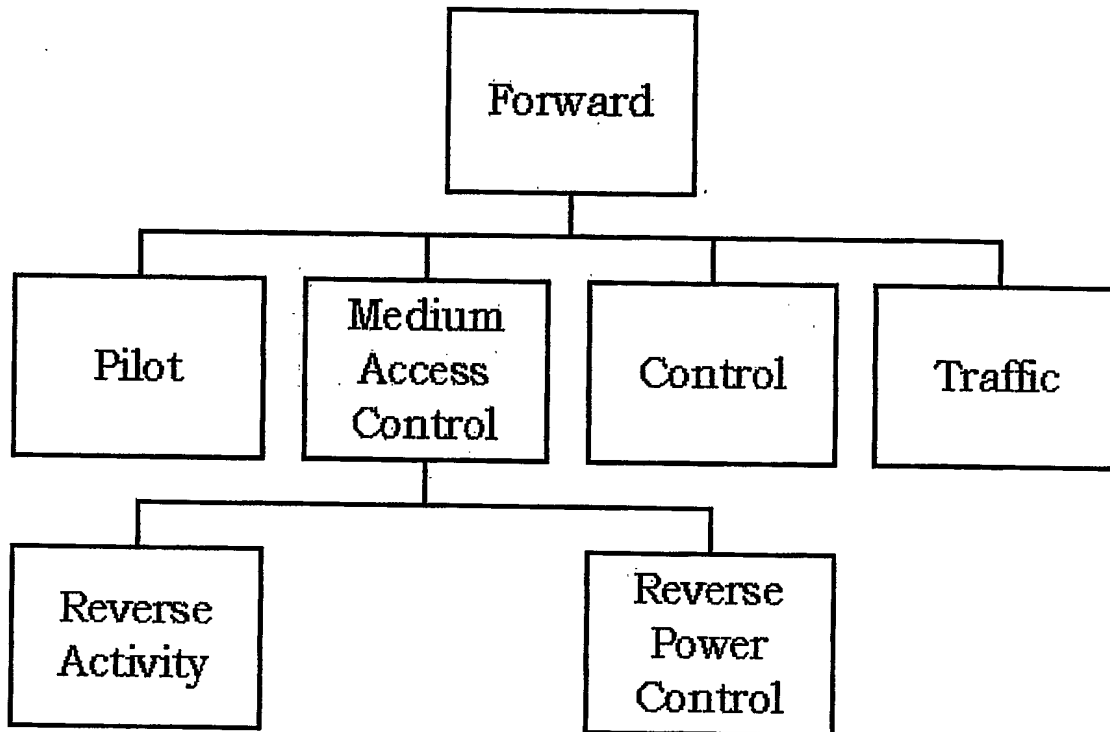 Forward
Pilot
Medium
Access
Control
Control
Traffic
Reverse
Activity
Reverse
Power
Control